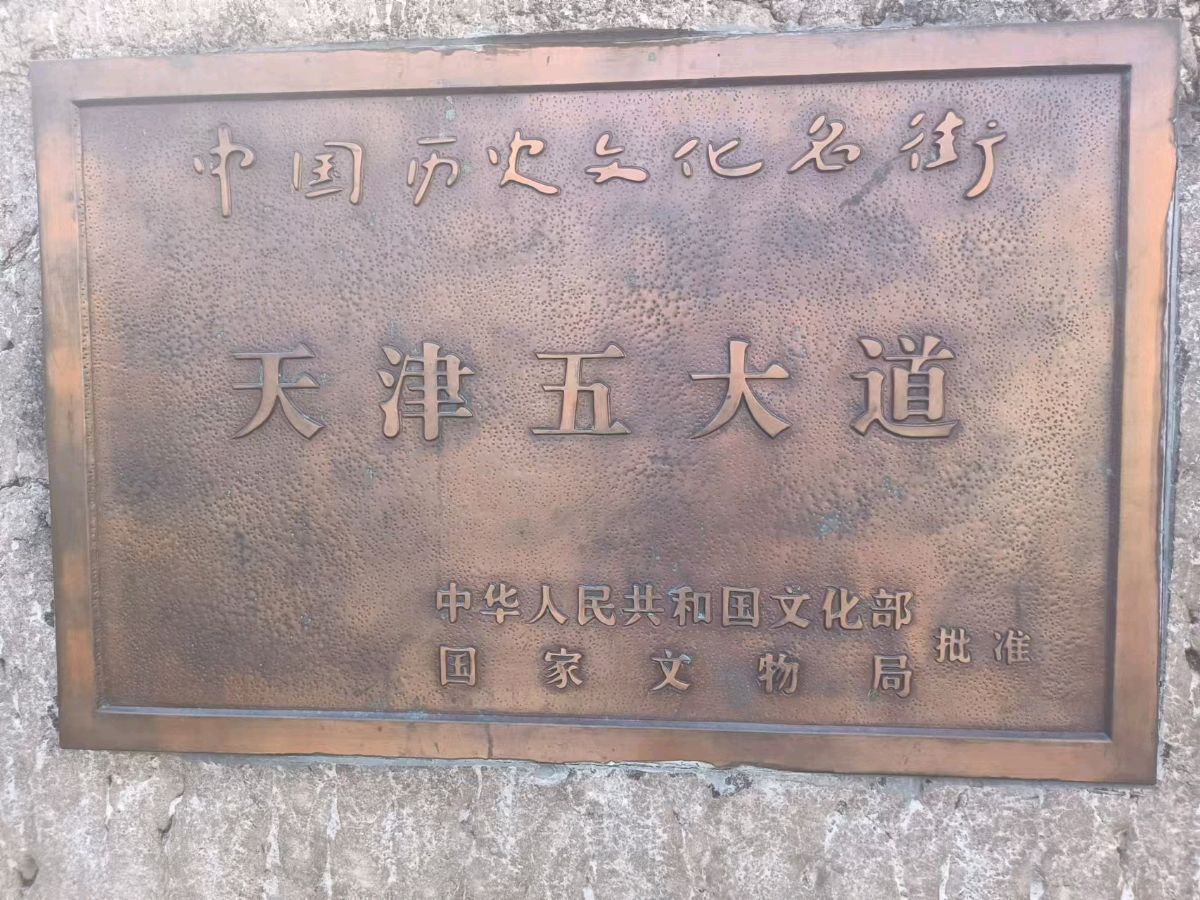 中国历史文化名街
天津五大道
中华人民共和国文化部
国家文物局
批准